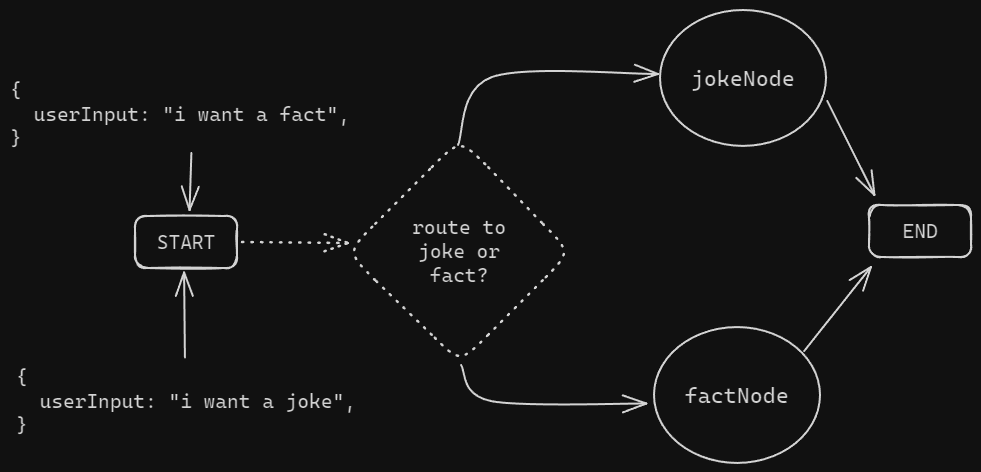 {
  userInput: "i want a fact",
}
START
{
  userInput: "i want a joke",
}
route to
joke or
fact?
jokeNode
factNode
END